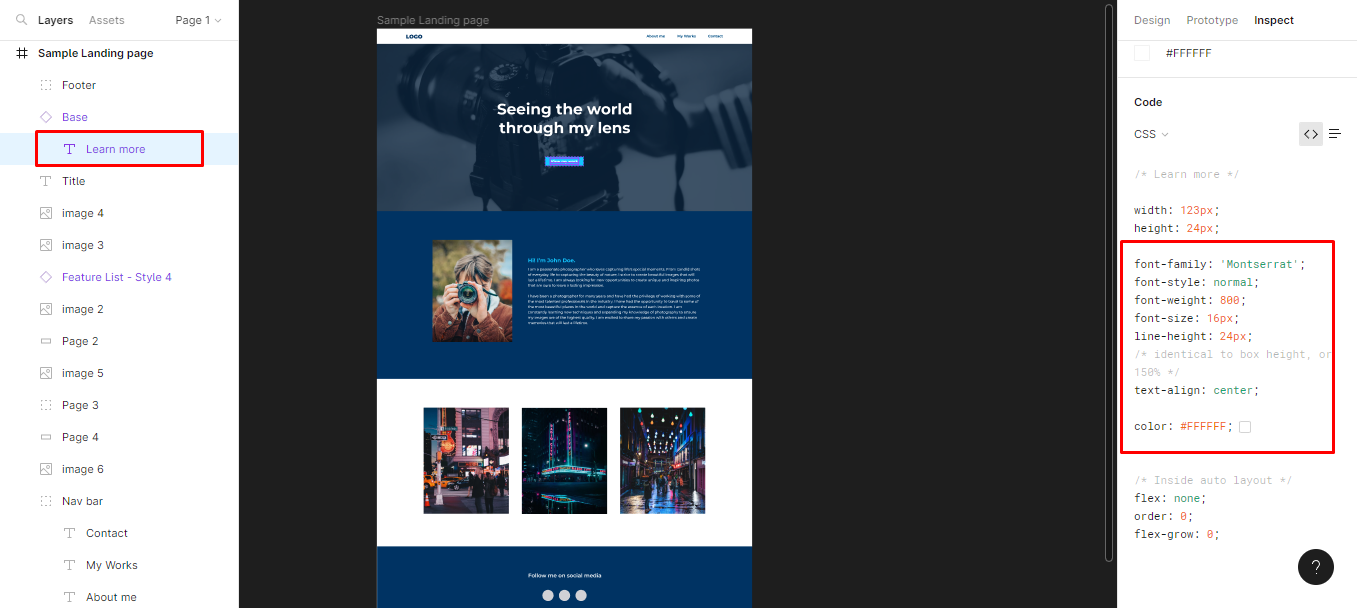 Layers
Assets
Page 1
Sample Landing page
Footer
Base
Learn more
Title
image 4
image 3
Feature List - Style 4
image 2
Page 2
image 5
Page 3
Page 4
image 6
Nav bar
Contact
My Works
About me
Sample Landing page
LOGO
About me
My Works
Contact
Seeing the world
through my lens
Hi! I'm John Doe.
Follow me on social media
Design
Prototype
Inspect
#FFFFFF
Code
CSS
/* Learn more */
width: 123px;
height: 24px;
font-family: 'Montserrat';
font-style: normal;
font-weight: 800;
font-size: 16px;
line-height: 24px;
/* identical to box height, or
150% */
text-align: center;
color: #FFFFFF;
/* Inside auto layout */
flex: none;
order: 0;
flex-grow: 0;
?